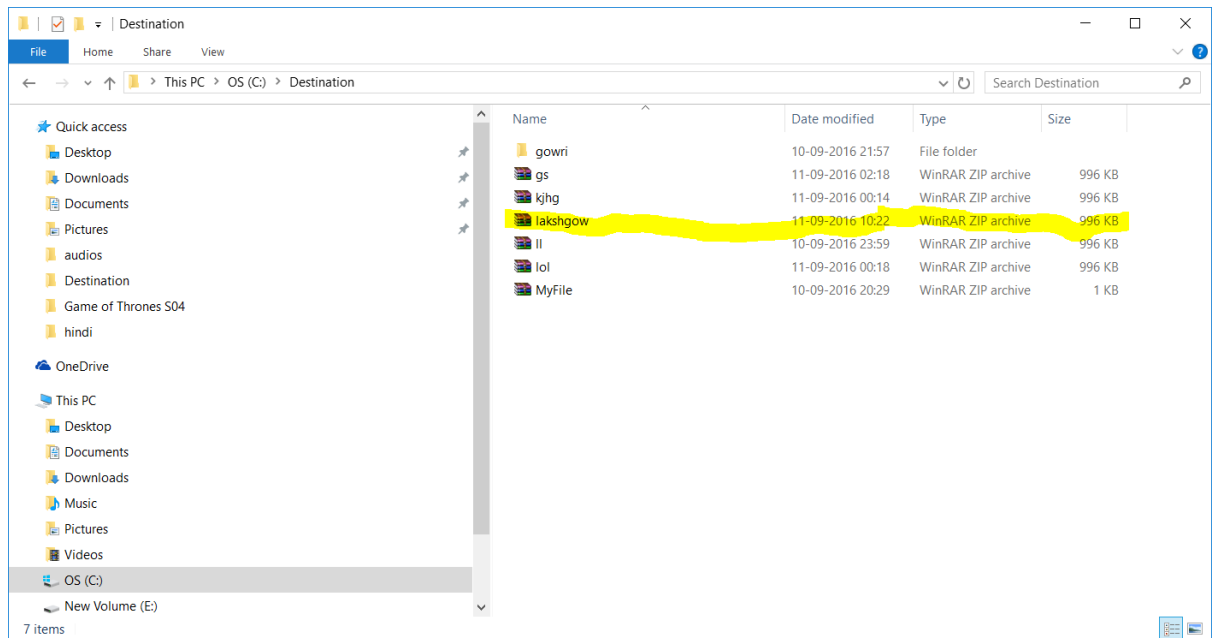 Destination
File Home Share View
This PC > OS (C:) > Destination
Search Destination
Quick access
Desktop
Downloads
Documents
Pictures
audios
Destination
Game of Thrones S04
hindi
OneDrive
This PC
Desktop
Documents
Downloads
Music
Pictures
Videos
OS (C:)
New Volume (E:)
Name Date modified Type Size
gowri 10-09-2016 21:57 File folder
gs 11-09-2016 02:18 WinRAR ZIP archive 996 KB
kjhg 11-09-2016 00:14 WinRAR ZIP archive 996 KB
lakshgow 11-09-2016 10:22 WinRAR ZIP archive 996 KB
ll 10-09-2016 23:59 WinRAR ZIP archive 996 KB
lol 11-09-2016 00:18 WinRAR ZIP archive 996 KB
MyFile 10-09-2016 20:29 WinRAR ZIP archive 1 KB
7 items